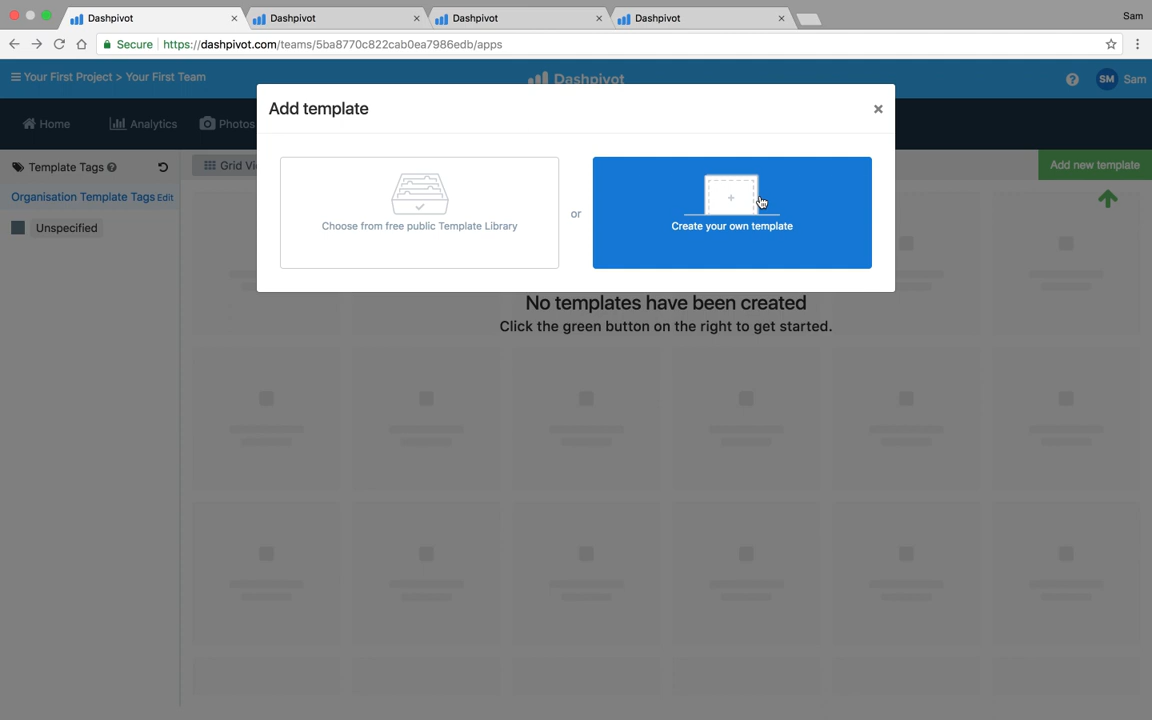 Dashpivot
Dashpivot
Dashpivot
Dashpivot
Sam
Secure
https://dashpivot.com/teams/5ba8770c822cab0ea7986edb/apps
Your First Project > Your First Team
Dashpivot
?
SM
Sam
Home
Analytics
Photos
Add template
×
Template Tags
Grid Vi
Add new template
Organisation Template Tags Edit
Unspecified
Choose from free public Template Library
or
Create your own template
No templates have been created
Click the green button on the right to get started.